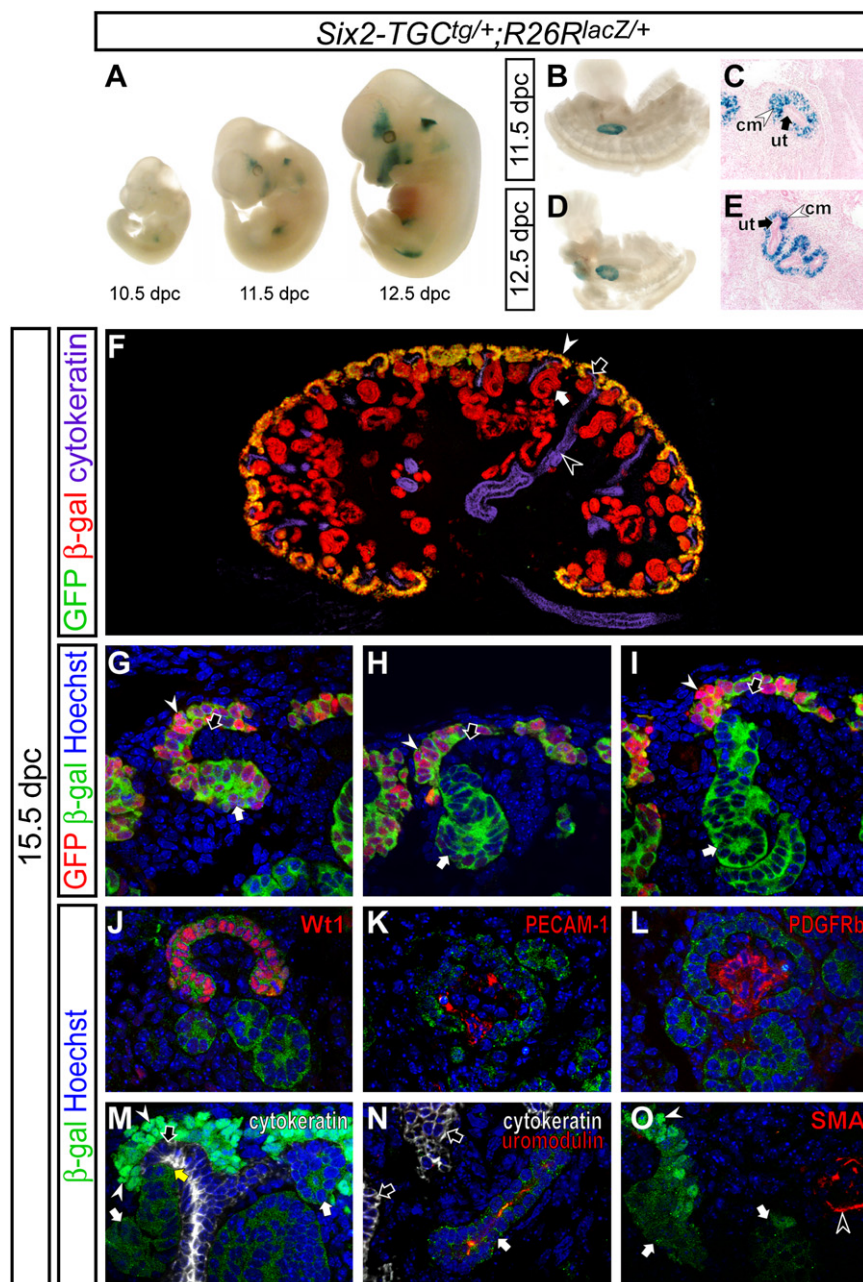 Six2-TGCtg/+;R26RlacZ/+
A
10.5 dpc
11.5 dpc
12.5 dpc
11.5 dpc
B
C
cm
ut
12.5 dpc
D
E
ut
cm
15.5 dpc
GFP β-gal cytokeratin
F
GFP β-gal Hoechst
G
H
I
β-gal Hoechst
J
Wt1
K
PECAM-1
L
PDGFRb
M
cytokeratin
N
cytokeratin
uromodulin
O
SMA